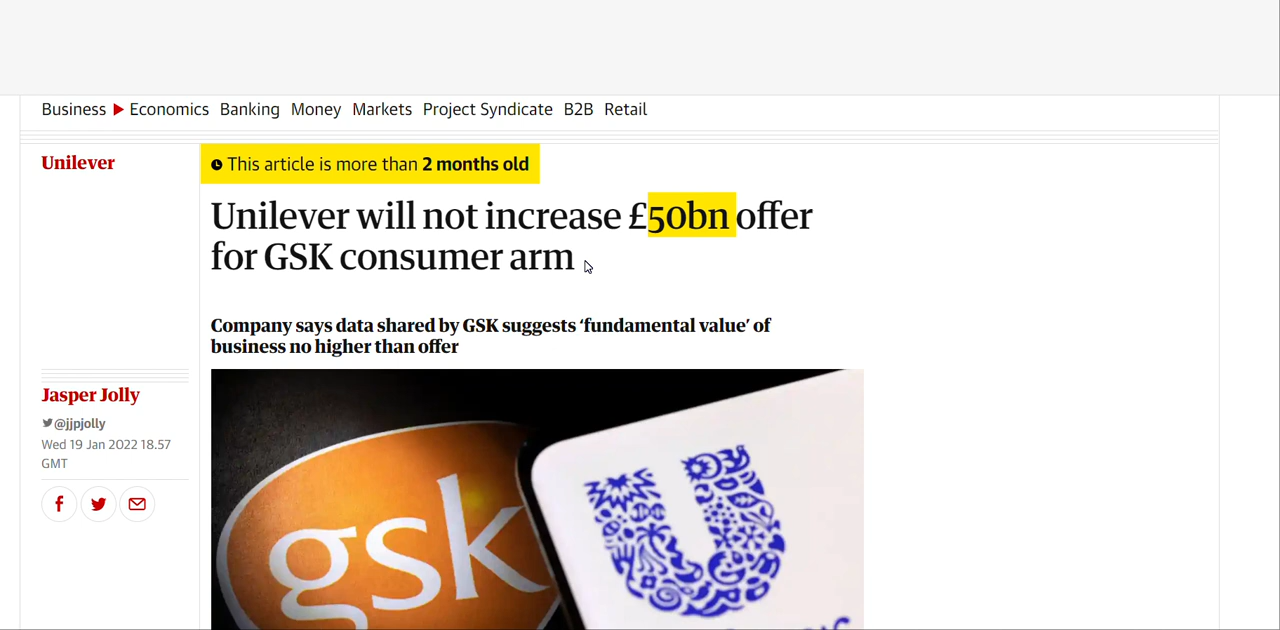 Business Economics Banking Money Markets Project Syndicate B2B Retail
Unilever
This article is more than 2 months old
Unilever will not increase £50bn offer
for GSK consumer arm
Company says data shared by GSK suggests ‘fundamental value’ of
business no higher than offer
Jasper Jolly
@jjpjolly
Wed 19 Jan 2022 18.57
GMT
gsk
U